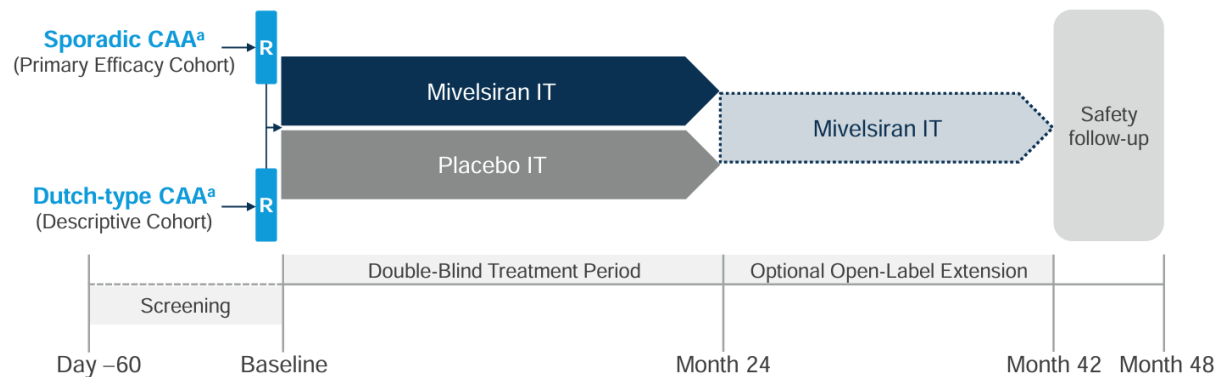 Sporadic CAAᵃ
(Primary Efficacy Cohort)
R
Mivelsiran IT
Placebo IT
Mivelsiran IT
Safety
follow-up
Dutch-type CAAᵃ
(Descriptive Cohort)
R
Double-Blind Treatment Period
Optional Open-Label Extension
Screening
Day –60
Baseline
Month 24
Month 42
Month 48